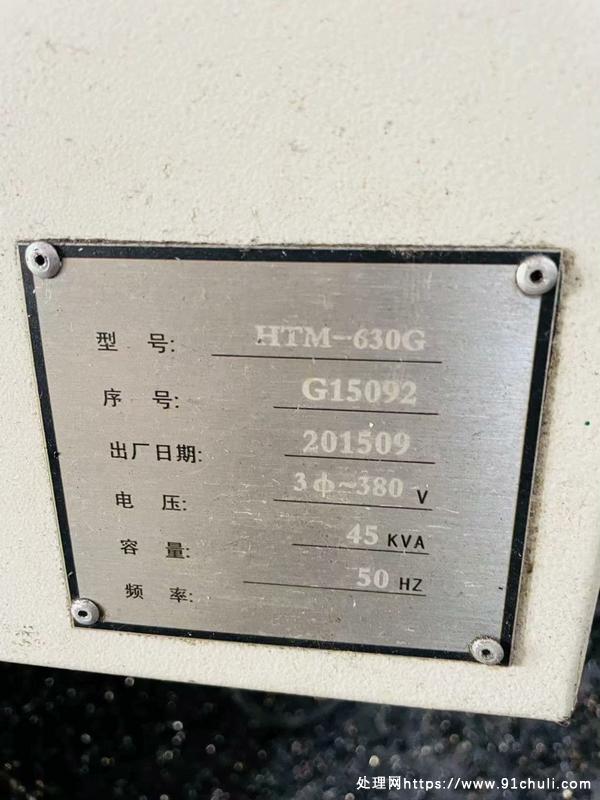 型 号: HTM-630G
序 号: G15092
出厂日期: 201509
电 压: 3ф~380 V
容 量: 45 KVA
频 率: 50 HZ
处理网https://www.91chuli.com